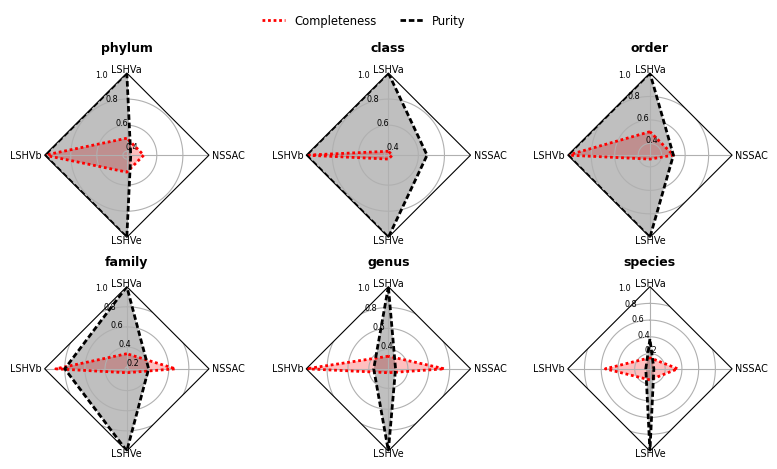 Completeness Purity
phylum class order
LSHVa LSHVa LSHVa
1.0 1.0 1.0
0.8 0.8 0.8
0.6 0.6 0.6
0.4 0.4 0.4
LSHVb NSSAC LSHVb NSSAC LSHVb NSSAC
LSHVe LSHVe LSHVe
family genus species
LSHVa LSHVa LSHVa
1.0 1.0 1.0
0.8 0.8 0.8
0.6 0.6 0.6
0.4 0.4 0.4
0.2 0.2
LSHVb NSSAC LSHVb NSSAC LSHVb NSSAC
LSHVe LSHVe LSHVe